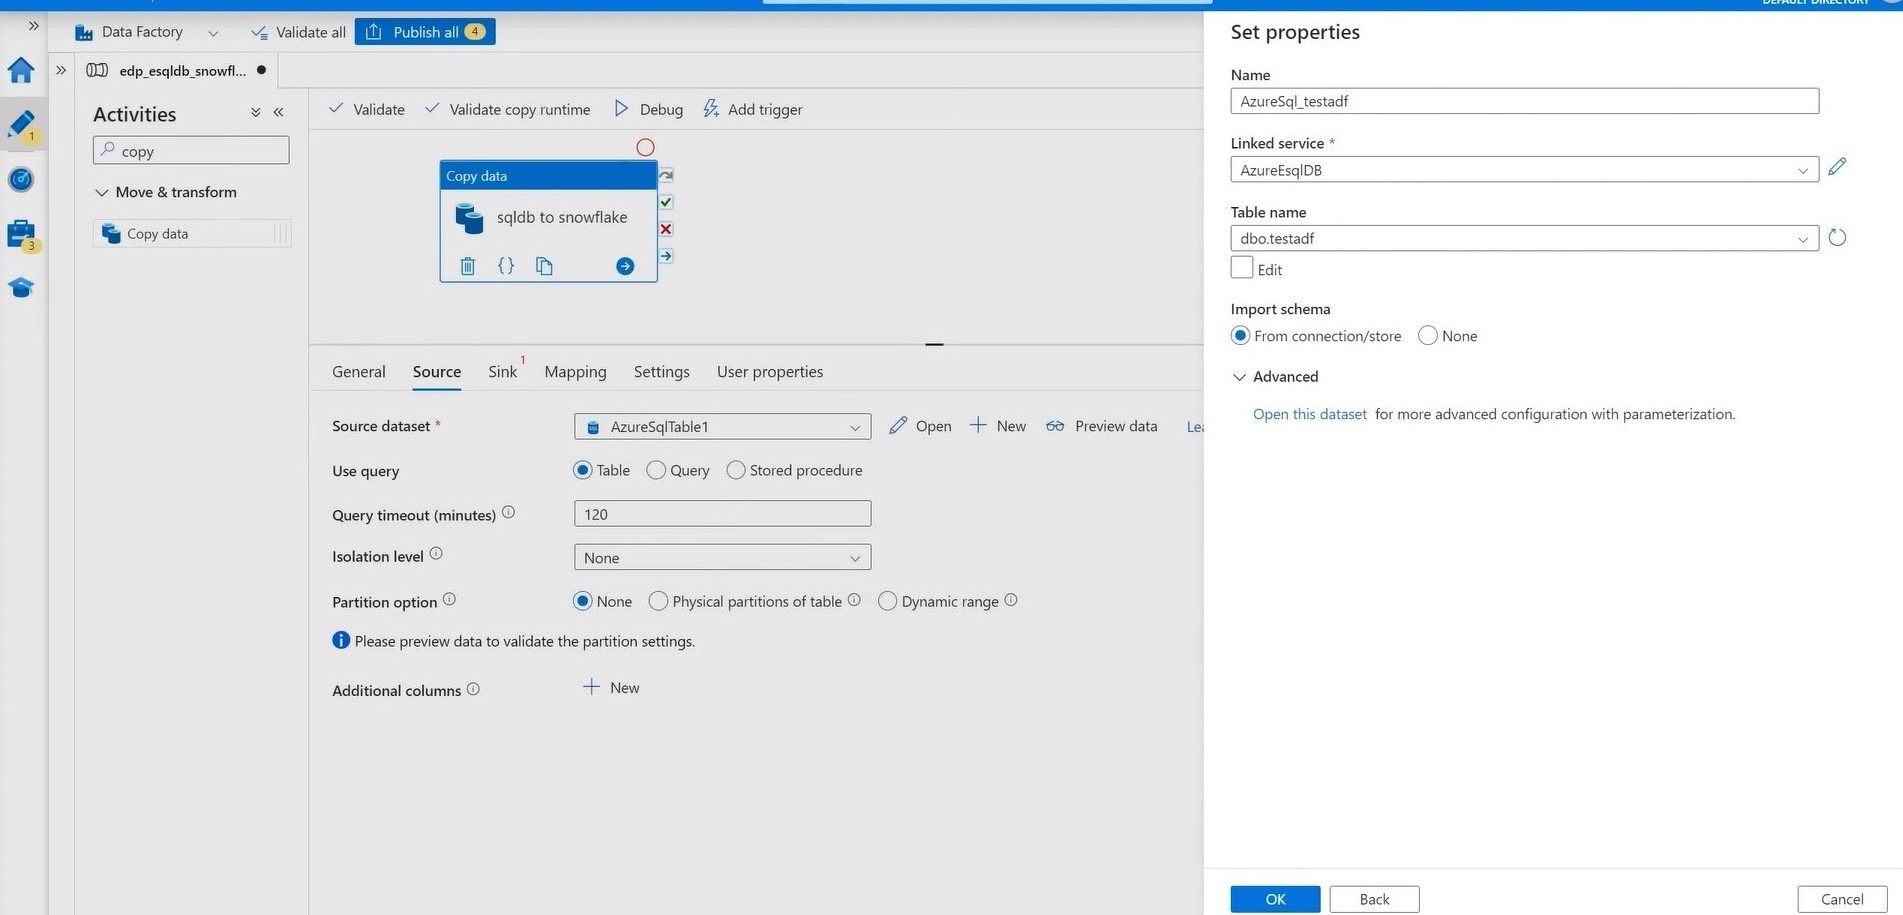 DEFAULT DIRECTORY
Data Factory
Validate all
Publish all 4
edp_esqldb_snowfl...
Activities
copy
Move & transform
Copy data
1
3
Validate
Validate copy runtime
Debug
Add trigger
Copy data
sqldb to snowflake
General
Source
Sink 1
Mapping
Settings
User properties
Source dataset *
AzureSqlTable1
Open
New
Preview data
Lea
Use query
Table
Query
Stored procedure
Query timeout (minutes)
120
Isolation level
None
Partition option
None
Physical partitions of table
Dynamic range
Please preview data to validate the partition settings.
Additional columns
New
Set properties
Name
AzureSql_testadf
Linked service *
AzureEsqlDB
Table name
dbo.testadf
Edit
Import schema
From connection/store
None
Advanced
Open this dataset for more advanced configuration with parameterization.
OK
Back
Cancel